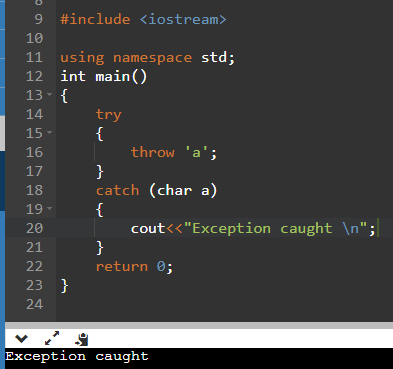 8
9 #include <iostream>
10
11 using namespace std;
12 int main()
13 {
14     try
15     {
16         throw 'a';
17     }
18     catch (char a)
19     {
20         cout<<"Exception caught \n";
21     }
22     return 0;
23 }
24
Exception caught